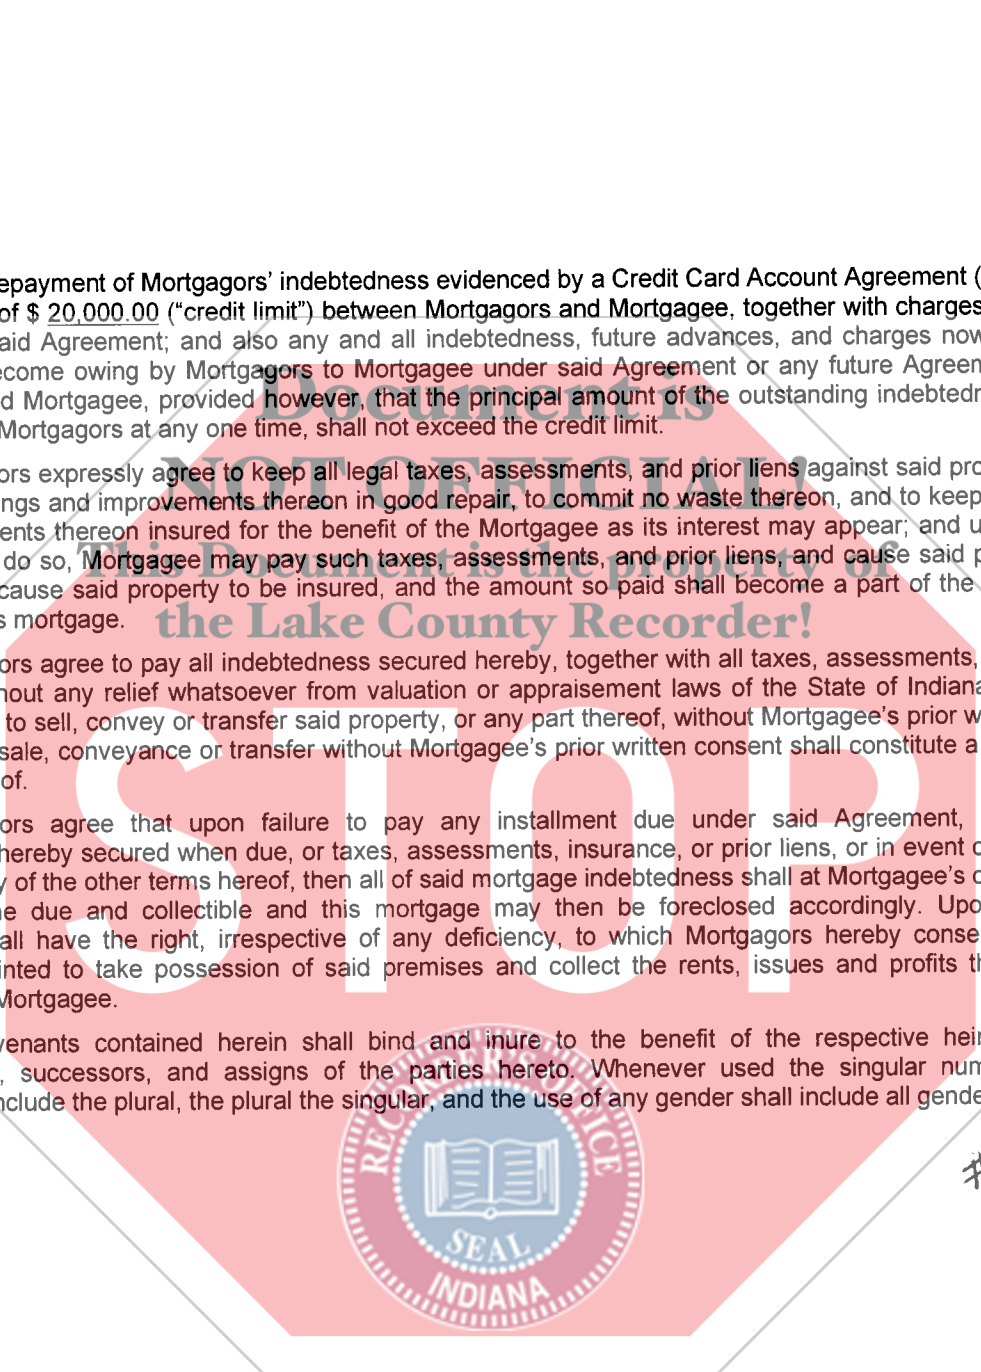 epayment of Mortgagors' indebtedness evidenced by a Credit Card Account Agreement (
of $ 20,000.00 ("credit limit") between Mortgagors and Mortgagee, together with charges
aid Agreement; and also any and all indebtedness, future advances, and charges now
ecome owing by Mortgagors to Mortgagee under said Agreement or any future Agreem
d Mortgagee, provided however, that the principal amount of the outstanding indebtedn
Mortgagors at any one time, shall not exceed the credit limit.
ors expressly agree to keep all legal taxes, assessments, and prior liens against said pro
ngs and improvements thereon in good repair, to commit no waste thereon, and to keep
ents thereon insured for the benefit of the Mortgagee as its interest may appear; and u
do so, Mortgagee may pay such taxes, assessments, and prior liens, and cause said p
cause said property to be insured, and the amount so paid shall become a part of the
s mortgage.
ors agree to pay all indebtedness secured hereby, together with all taxes, assessments,
hout any relief whatsoever from valuation or appraisement laws of the State of Indiana
to sell, convey or transfer said property, or any part thereof, without Mortgagee's prior w
sale, conveyance or transfer without Mortgagee's prior written consent shall constitute a
of.
ors agree that upon failure to pay any installment due under said Agreement,
hereby secured when due, or taxes, assessments, insurance, or prior liens, or in event o
y of the other terms hereof, then all of said mortgage indebtedness shall at Mortgagee's o
e due and collectible and this mortgage may then be foreclosed accordingly. Upo
all have the right, irrespective of any deficiency, to which Mortgagors hereby conse
inted to take possession of said premises and collect the rents, issues and profits th
Mortgagee.
venants contained herein shall bind and inure to the benefit of the respective heir
, successors, and assigns of the parties hereto. Whenever used the singular num
nclude the plural, the plural the singular, and the use of any gender shall include all gende
Document is
NOT OFFICIAL!
This Document is the property of
the Lake County Recorder!
STOP
RECORDER'S OFFICE
SEAL
INDIANA